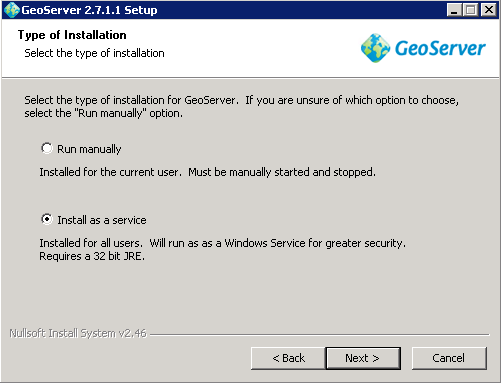 GeoServer 2.7.1.1 Setup
Type of Installation
Select the type of installation
GeoServer
Select the type of installation for GeoServer. If you are unsure of which option to choose,
select the "Run manually" option.
Run manually
Installed for the current user. Must be manually started and stopped.
Install as a service
Installed for all users. Will run as as a Windows Service for greater security.
Requires a 32 bit JRE.
Nullsoft Install System v2.46
< Back
Next >
Cancel